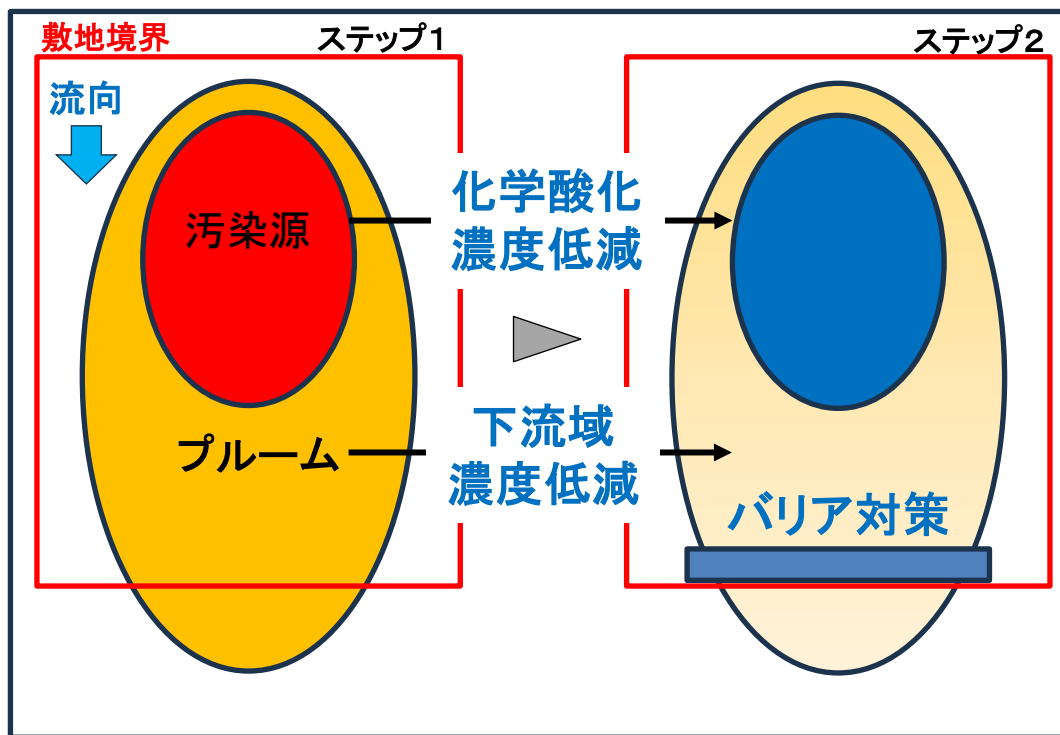 敷地境界
ステップ１
ステップ２
流向
汚染源
化学酸化
濃度低減
プルーム
下流域
濃度低減
バリア対策